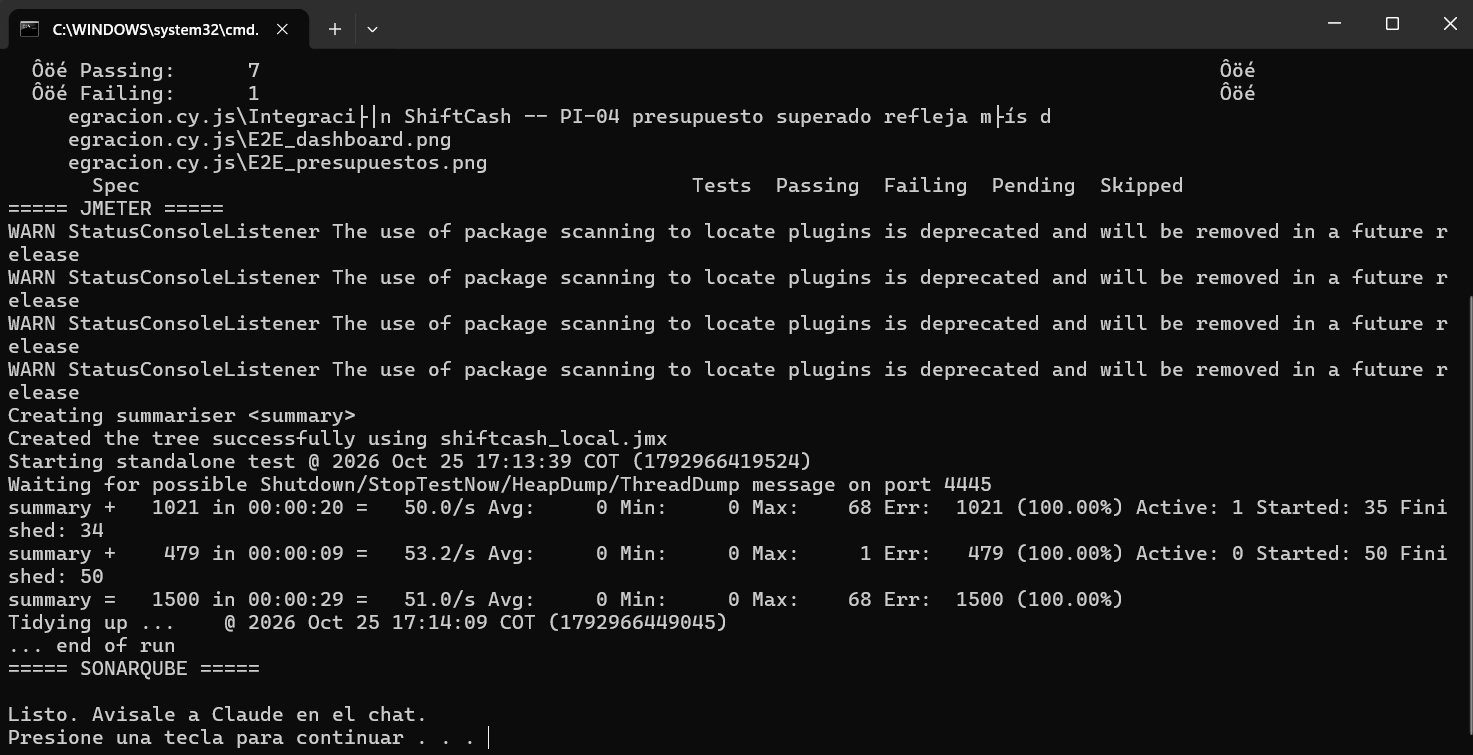 C:\WINDOWS\system32\cmd.
Ôöé Passing: 7 Ôöé
Ôöé Failing: 1 Ôöé
egracion.cy.js\Integraci├│n ShiftCash -- PI-04 presupuesto superado refleja m├ís d
egracion.cy.js\E2E_dashboard.png
egracion.cy.js\E2E_presupuestos.png
Spec Tests Passing Failing Pending Skipped
===== JMETER =====
WARN StatusConsoleListener The use of package scanning to locate plugins is deprecated and will be removed in a future r
elease
WARN StatusConsoleListener The use of package scanning to locate plugins is deprecated and will be removed in a future r
elease
WARN StatusConsoleListener The use of package scanning to locate plugins is deprecated and will be removed in a future r
elease
WARN StatusConsoleListener The use of package scanning to locate plugins is deprecated and will be removed in a future r
elease
Creating summariser <summary>
Created the tree successfully using shiftcash_local.jmx
Starting standalone test @ 2026 Oct 25 17:13:39 COT (1792966419524)
Waiting for possible Shutdown/StopTestNow/HeapDump/ThreadDump message on port 4445
summary + 1021 in 00:00:20 = 50.0/s Avg: 0 Min: 0 Max: 68 Err: 1021 (100.00%) Active: 1 Started: 35 Fini
shed: 34
summary + 479 in 00:00:09 = 53.2/s Avg: 0 Min: 0 Max: 1 Err: 479 (100.00%) Active: 0 Started: 50 Fini
shed: 50
summary = 1500 in 00:00:29 = 51.0/s Avg: 0 Min: 0 Max: 68 Err: 1500 (100.00%)
Tidying up ... @ 2026 Oct 25 17:14:09 COT (1792966449045)
... end of run
===== SONARQUBE =====
Listo. Avisale a Claude en el chat.
Presione una tecla para continuar . . .